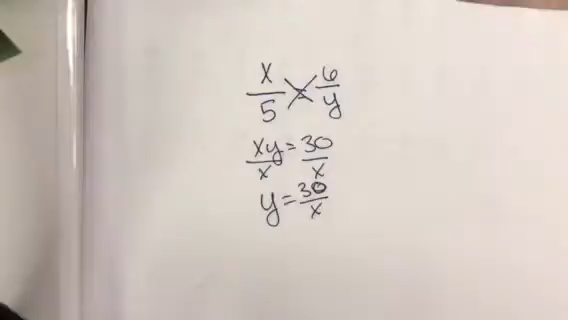 x/5 = 6/y
xy/x = 30/x
y = 30/x